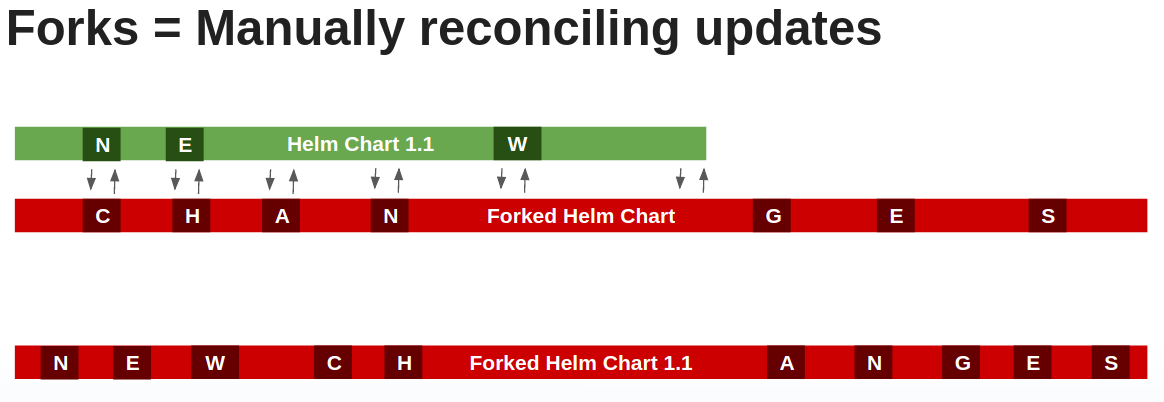 Forks = Manually reconciling updates
N E Helm Chart 1.1 W
C H A N Forked Helm Chart G E S
N E W C H Forked Helm Chart 1.1 A N G E S